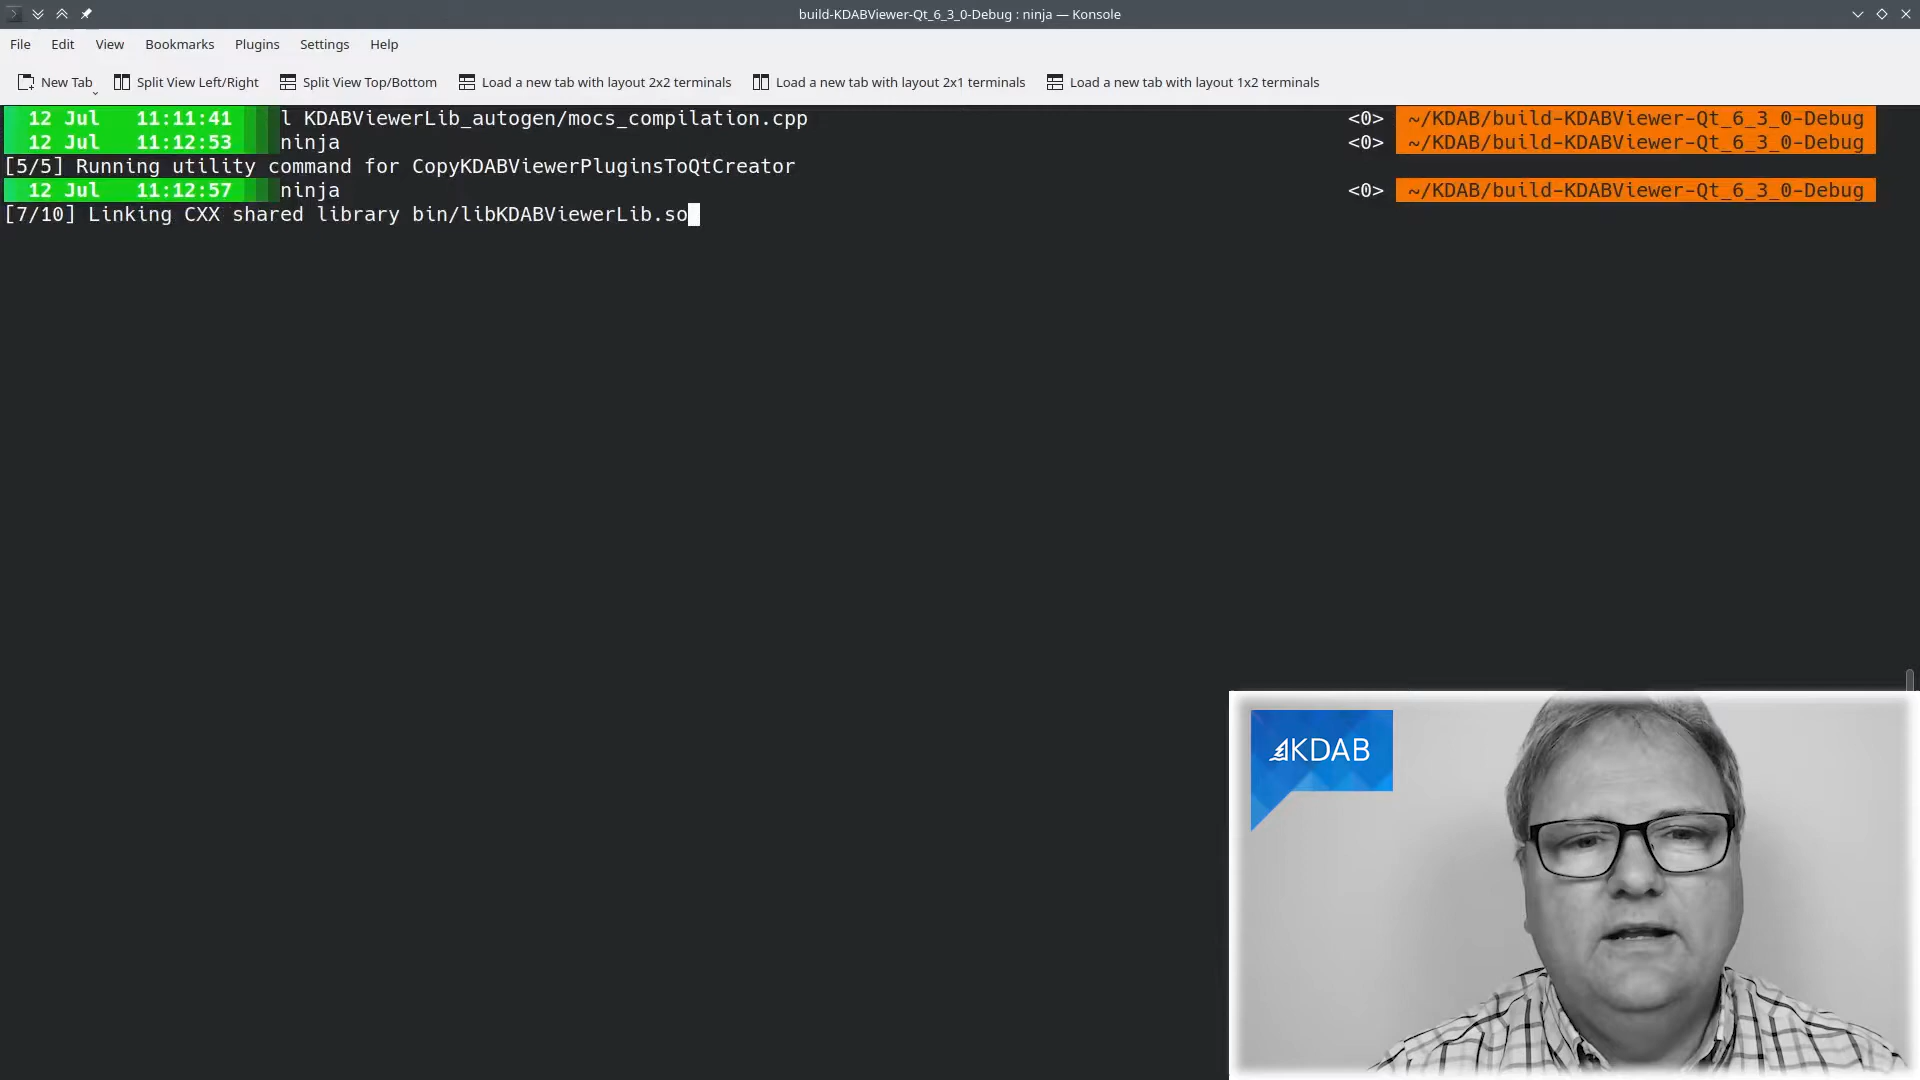 build-KDABViewer-Qt_6_3_0-Debug : ninja — Konsole
File Edit View Bookmarks Plugins Settings Help
New Tab Split View Left/Right Split View Top/Bottom Load a new tab with layout 2x2 terminals Load a new tab with layout 2x1 terminals Load a new tab with layout 1x2 terminals
12 Jul 11:11:41 l KDABViewerLib_autogen/mocs_compilation.cpp <0> ~/KDAB/build-KDABViewer-Qt_6_3_0-Debug
12 Jul 11:12:53 ninja <0> ~/KDAB/build-KDABViewer-Qt_6_3_0-Debug
[5/5] Running utility command for CopyKDABViewerPluginsToQtCreator
12 Jul 11:12:57 ninja <0> ~/KDAB/build-KDABViewer-Qt_6_3_0-Debug
[7/10] Linking CXX shared library bin/libKDABViewerLib.so
KDAB